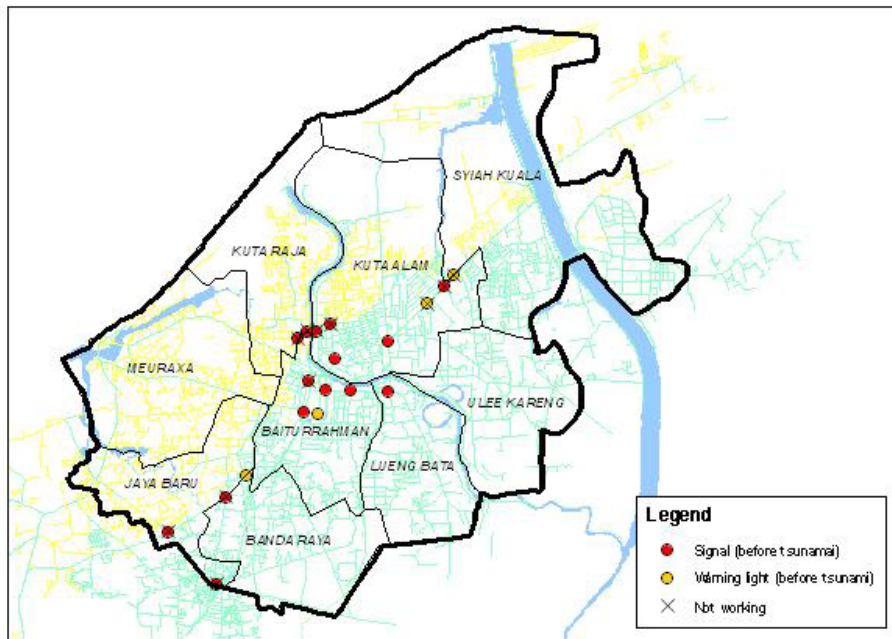 SYIAH KUALA
KUTA RAJA
KUTA ALAM
MEURAXA
ULEE KARENG
BAITURRAHMAN
LUENG BATA
JAYA BARU
BANDA RAYA
Legend
Signal (before tsunamai)
Warning light (before tsunami)
Not working